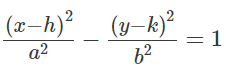 (x−h)²/a² − (y−k)²/b² = 1